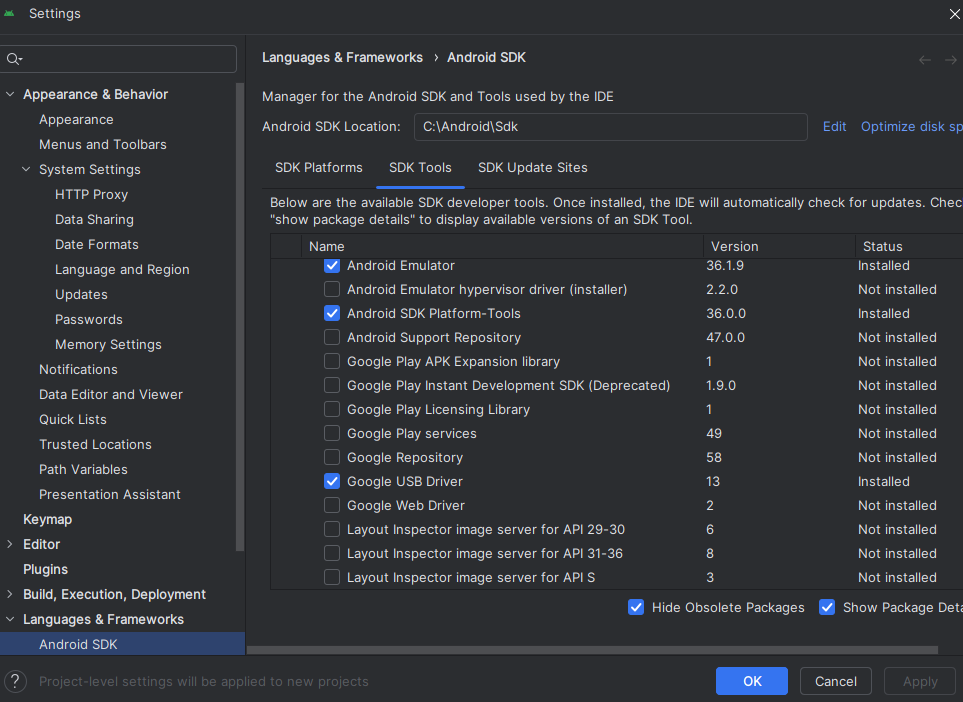 Settings
Appearance & Behavior
Appearance
Menus and Toolbars
System Settings
HTTP Proxy
Data Sharing
Date Formats
Language and Region
Updates
Passwords
Memory Settings
Notifications
Data Editor and Viewer
Quick Lists
Trusted Locations
Path Variables
Presentation Assistant
Keymap
Editor
Plugins
Build, Execution, Deployment
Languages & Frameworks
Android SDK
Languages & Frameworks › Android SDK
Manager for the Android SDK and Tools used by the IDE
Android SDK Location: C:\Android\Sdk Edit Optimize disk sp
SDK Platforms SDK Tools SDK Update Sites
Below are the available SDK developer tools. Once installed, the IDE will automatically check for updates. Chec
"show package details" to display available versions of an SDK Tool.
Name Version Status
Android Emulator 36.1.9 Installed
Android Emulator hypervisor driver (installer) 2.2.0 Not installed
Android SDK Platform-Tools 36.0.0 Installed
Android Support Repository 47.0.0 Not installed
Google Play APK Expansion library 1 Not installed
Google Play Instant Development SDK (Deprecated) 1.9.0 Not installed
Google Play Licensing Library 1 Not installed
Google Play services 49 Not installed
Google Repository 58 Not installed
Google USB Driver 13 Installed
Google Web Driver 2 Not installed
Layout Inspector image server for API 29-30 6 Not installed
Layout Inspector image server for API 31-36 8 Not installed
Layout Inspector image server for API S 3 Not installed
Hide Obsolete Packages Show Package Deta
? Project-level settings will be applied to new projects
OK Cancel Apply